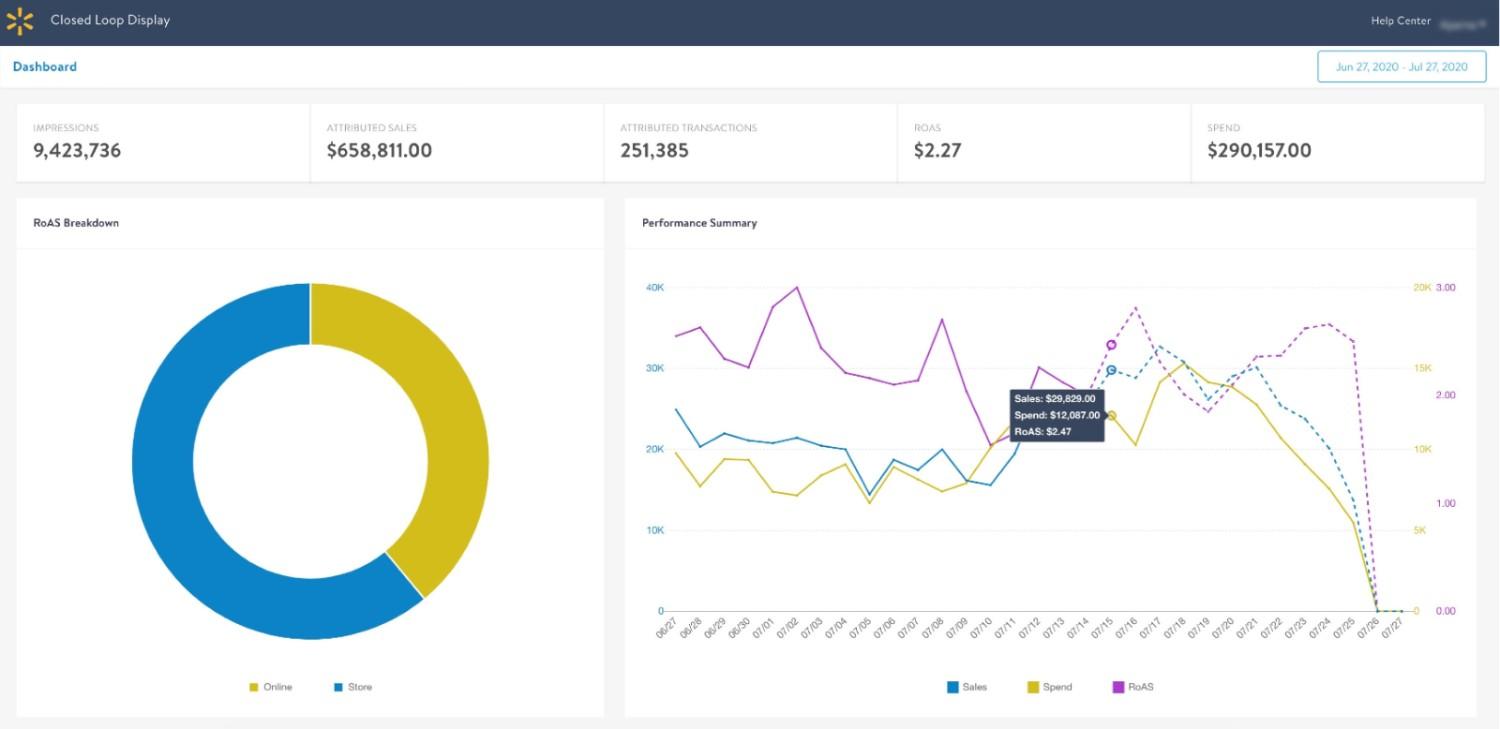 Closed Loop Display
Help Center
Dashboard
Jun 27, 2020 - Jul 27, 2020
IMPRESSIONS
9,423,736
ATTRIBUTED SALES
$658,811.00
ATTRIBUTED TRANSACTIONS
251,385
ROAS
$2.27
SPEND
$290,157.00
RoAS Breakdown
Online
Store
Performance Summary
40K
30K
20K
10K
0
20K
15K
10K
5K
0
3.00
2.00
1.00
0.00
Sales: $29,829.00
Spend: $12,087.00
RoAS: $2.47
06/27
06/28
06/29
06/30
07/01
07/02
07/03
07/04
07/05
07/06
07/07
07/08
07/09
07/10
07/11
07/12
07/13
07/14
07/15
07/16
07/17
07/18
07/19
07/20
07/21
07/22
07/23
07/24
07/25
07/26
07/27
Sales
Spend
RoAS